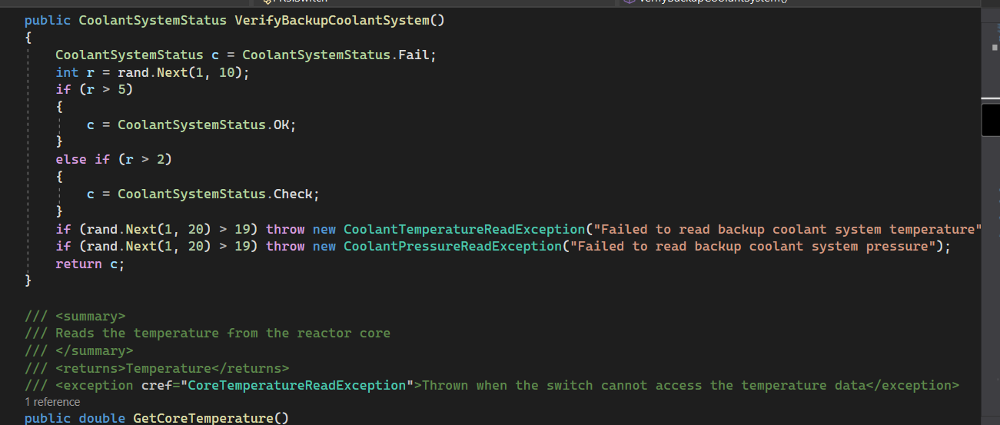 public CoolantSystemStatus VerifyBackupCoolantSystem()
{
CoolantSystemStatus c = CoolantSystemStatus.Fail;
int r = rand.Next(1, 10);
if (r > 5)
{
c = CoolantSystemStatus.OK;
}
else if (r > 2)
{
c = CoolantSystemStatus.Check;
}
if (rand.Next(1, 20) > 19) throw new CoolantTemperatureReadException("Failed to read backup coolant system temperature"
if (rand.Next(1, 20) > 19) throw new CoolantPressureReadException("Failed to read backup coolant system pressure");
return c;
}
/// <summary>
/// Reads the temperature from the reactor core
/// </summary>
/// <returns>Temperature</returns>
/// <exception cref="CoreTemperatureReadException">Thrown when the switch cannot access the temperature data</exception>
1 reference
public double GetCoreTemperature()